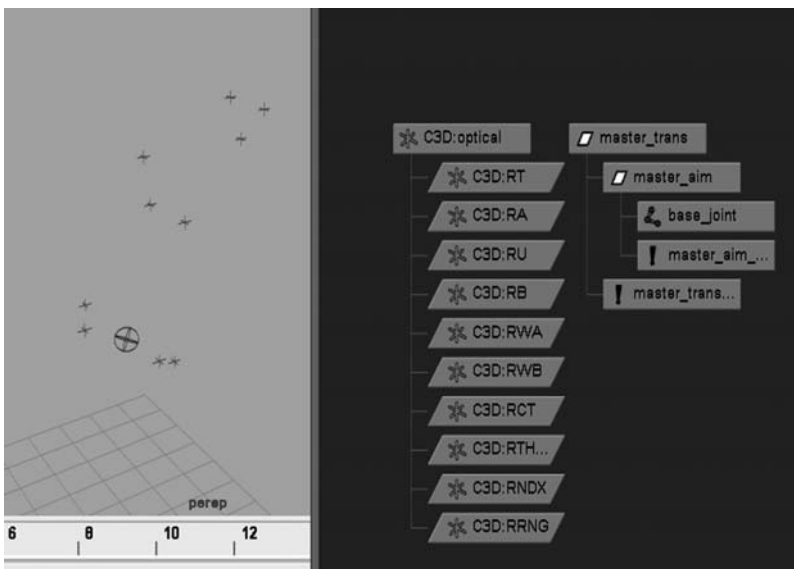 C3D:optical
C3D:RT
C3D:RA
C3D:RU
C3D:RB
C3D:RWA
C3D:RWB
C3D:RCT
C3D:RTH...
C3D:RNDX
C3D:RRNG
master_trans
master_aim
base_joint
master_aim_...
master_trans...
persp
6 8 10 12